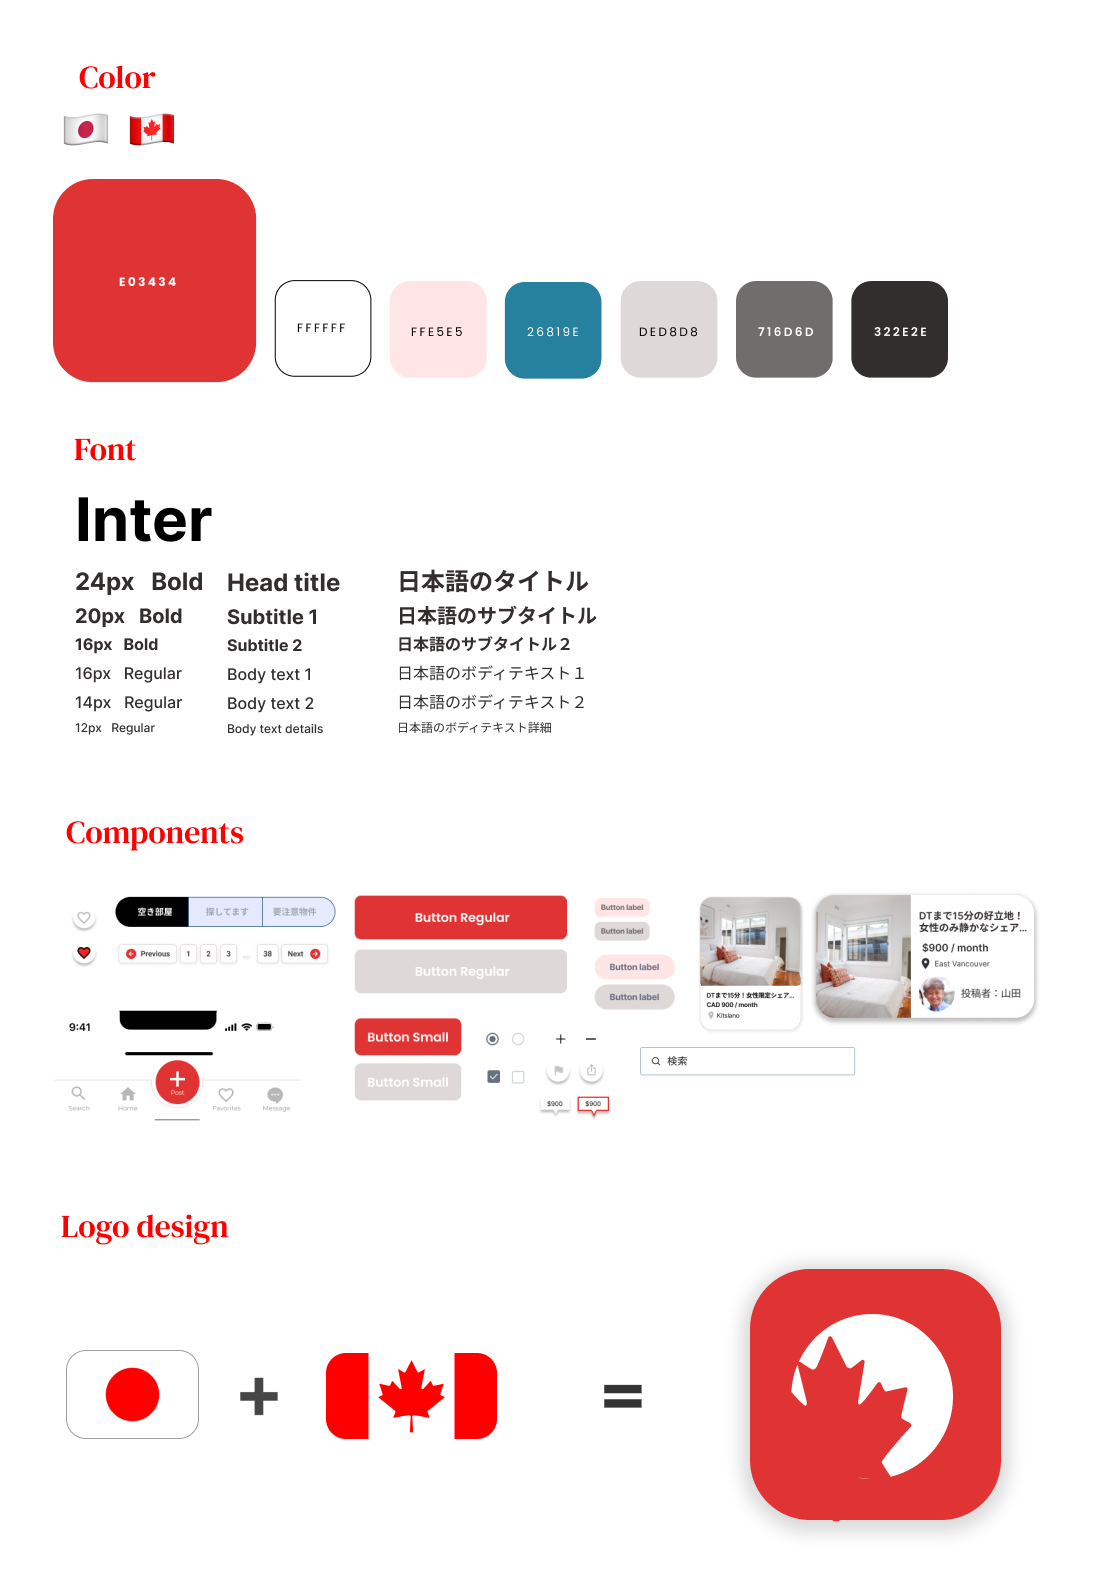 Color
E03434
FFFFFF
FFE5E5
26819E
DED8D8
716D6D
322E2E
Font
Inter
24px Bold Head title 日本語のタイトル
20px Bold Subtitle 1 日本語のサブタイトル
16px Bold Subtitle 2 日本語のサブタイトル２
16px Regular Body text 1 日本語のボディテキスト１
14px Regular Body text 2 日本語のボディテキスト２
12px Regular Body text details 日本語のボディテキスト詳細
Components
空き部屋 探してます 要注意物件
Previous 1 2 3 ... 38 Next
9:41
Post
Search Home Favorites Message
Button Regular
Button Regular
Button Small
Button Small
Button label
Button label
Button label
Button label
$900 $900
DTまで15分！女性限定シェア...
CAD 900 / month
Kitslano
DTまで15分の好立地！
女性のみ静かなシェア...
$900 / month
East Vancouver
投稿者：山田
検索
Logo design